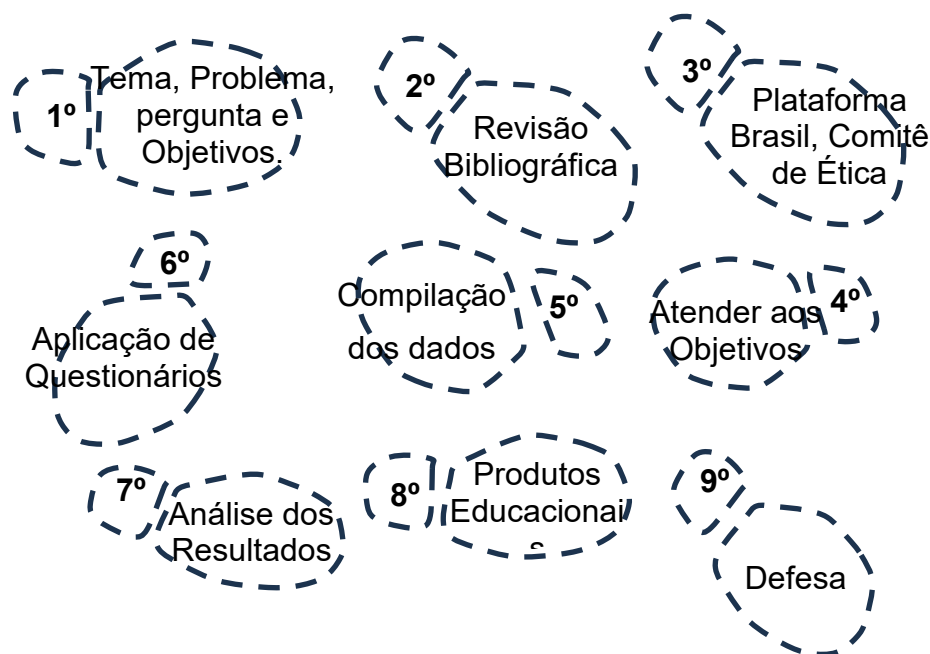 1º
Tema, Problema,
pergunta e
Objetivos.
2º
Revisão
Bibliográfica
3º
Plataforma
Brasil, Comitê
de Ética
4º
Atender aos
Objetivos
5º
Compilação
dos dados
6º
Aplicação de
Questionários
7º
Análise dos
Resultados
8º
Produtos
Educacionai
s
9º
Defesa